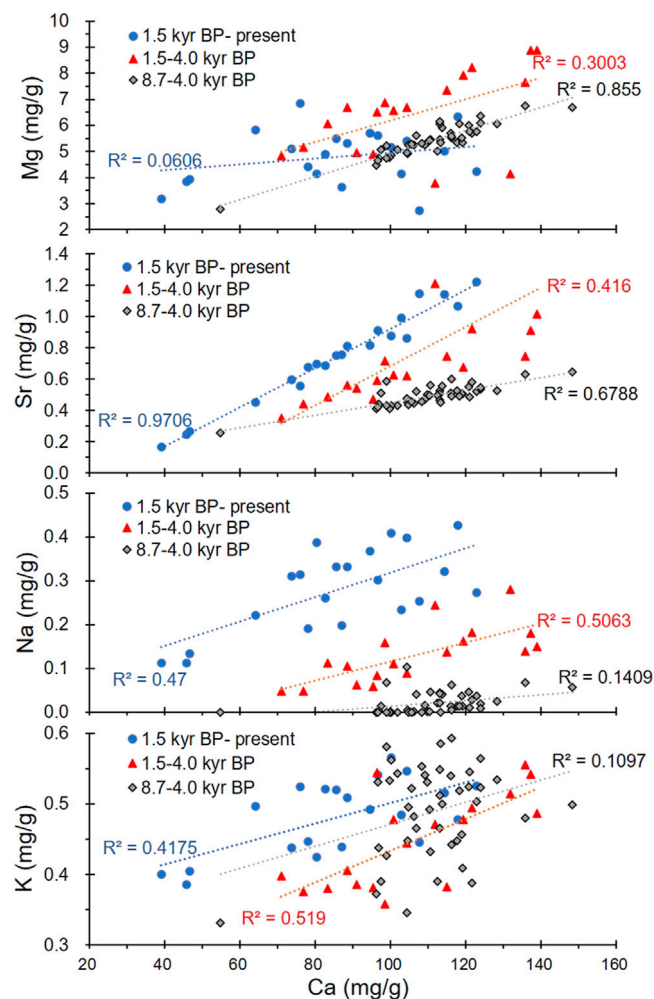 10
9
8
7
6
5
4
3
2
Mg (mg/g)
1.5 kyr BP- present
1.5-4.0 kyr BP
8.7-4.0 kyr BP
R² = 0.3003
R² = 0.855
R² = 0.0606
1.4
1.2
1.0
0.8
0.6
0.4
0.2
0.0
Sr (mg/g)
1.5 kyr BP- present
1.5-4.0 kyr BP
8.7-4.0 kyr BP
R² = 0.416
R² = 0.6788
R² = 0.9706
0.5
0.4
0.3
0.2
0.1
0.0
Na (mg/g)
1.5 kyr BP- present
1.5-4.0 kyr BP
8.7-4.0 kyr BP
R² = 0.5063
R² = 0.1409
R² = 0.47
0.6
0.5
0.4
0.3
K (mg/g)
1.5 kyr BP- present
1.5-4.0 kyr BP
8.7-4.0 kyr BP
R² = 0.1097
R² = 0.4175
R² = 0.519
20 40 60 80 100 120 140 160
Ca (mg/g)